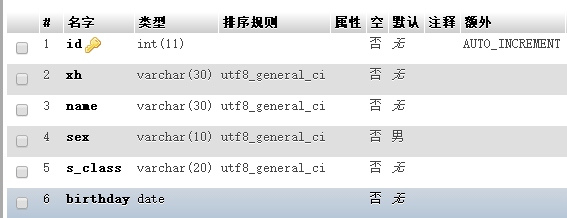 # 名字 类型 排序规则 属性 空 默认 注释 额外
1 id int(11) 否 无 AUTO_INCREMENT
2 xh varchar(30) utf8_general_ci 否 无
3 name varchar(30) utf8_general_ci 否 无
4 sex varchar(10) utf8_general_ci 否 男
5 s_class varchar(20) utf8_general_ci 否 无
6 birthday date 否 无